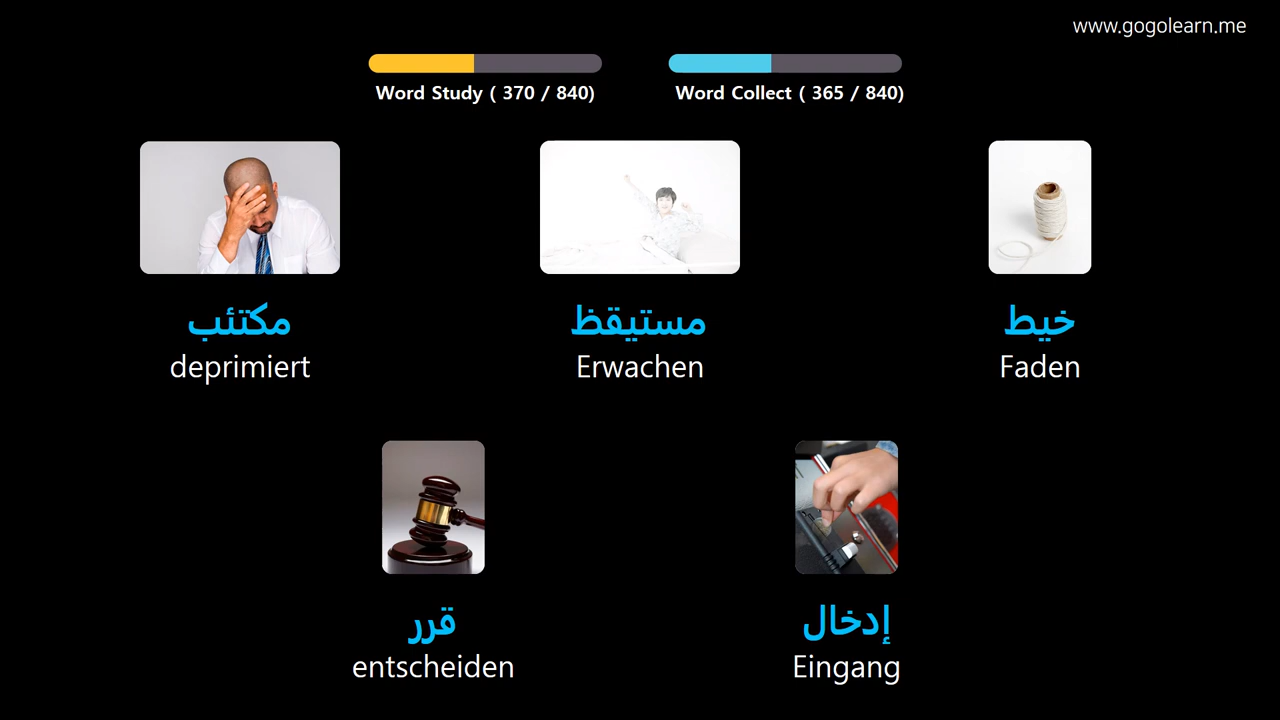 www.gogolearn.me
Word Study ( 370 / 840)
Word Collect ( 365 / 840)
مكتئب
deprimiert
مستيقظ
Erwachen
خيط
Faden
قرر
entscheiden
إدخال
Eingang